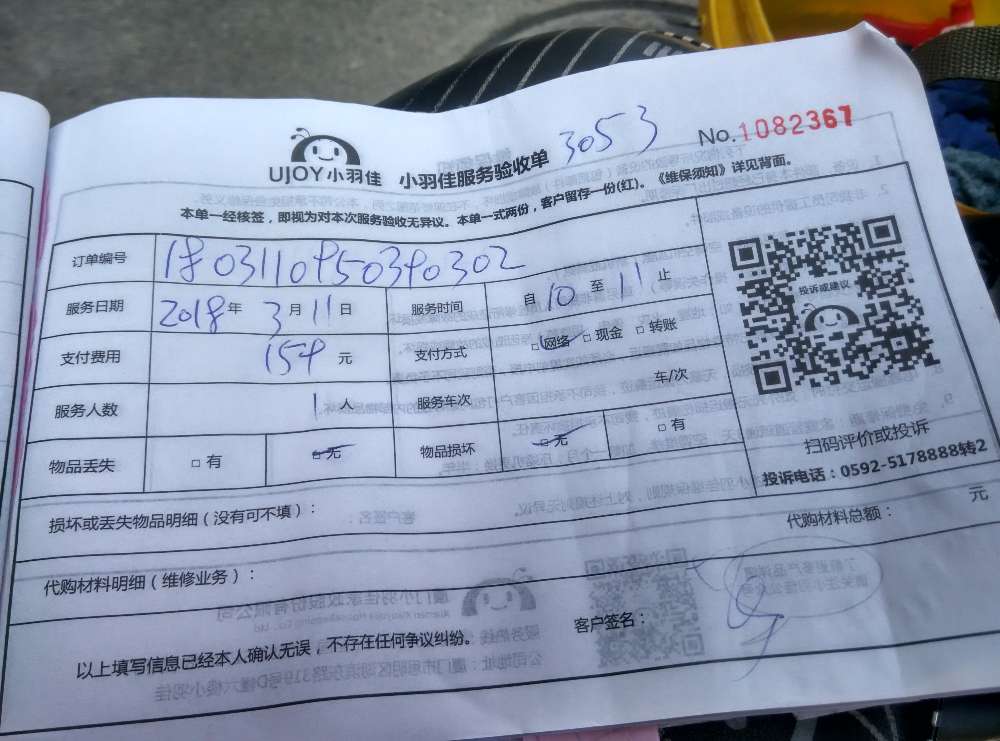 UJOY小羽佳 小羽佳服务验收单 3053 No.1082367
本单一经核签，即视为对本次服务验收无异议。本单一式两份，客户留存一份(红)。《维保须知》详见背面。
订单编号 1803110950390302
服务日期 2018年3月11日 服务时间 自10至11止
支付费用 159元 支付方式 □网络 □现金 □转账
服务人数 1人 服务车次 车/次
物品丢失 □有 □无 物品损坏 □无 □有
投诉或建议
扫码评价或投诉
投诉电话：0592-5178888转2
损坏或丢失物品明细（没有可不填）：
代购材料明细（维修业务）： 代购材料总额： 元
以上填写信息已经本人确认无误，不存在任何争议纠纷。 客户签名：